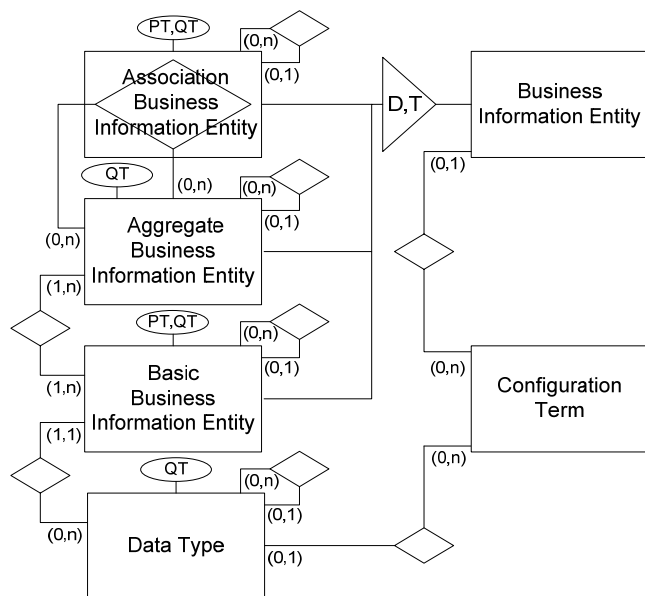 PT,QT
(0,n)
(0,1)
Association
Business
Information Entity
D,T
Business
Information Entity
QT
(0,n)
(0,n)
(0,1)
(0,1)
Aggregate
Business
Information Entity
(0,n)
(1,n)
PT,QT
(0,n)
(0,1)
(0,n)
Basic
Business
Information Entity
(1,n)
Configuration
Term
(1,1)
QT
(0,n)
(0,n)
(0,1)
(0,n)
Data Type
(0,1)